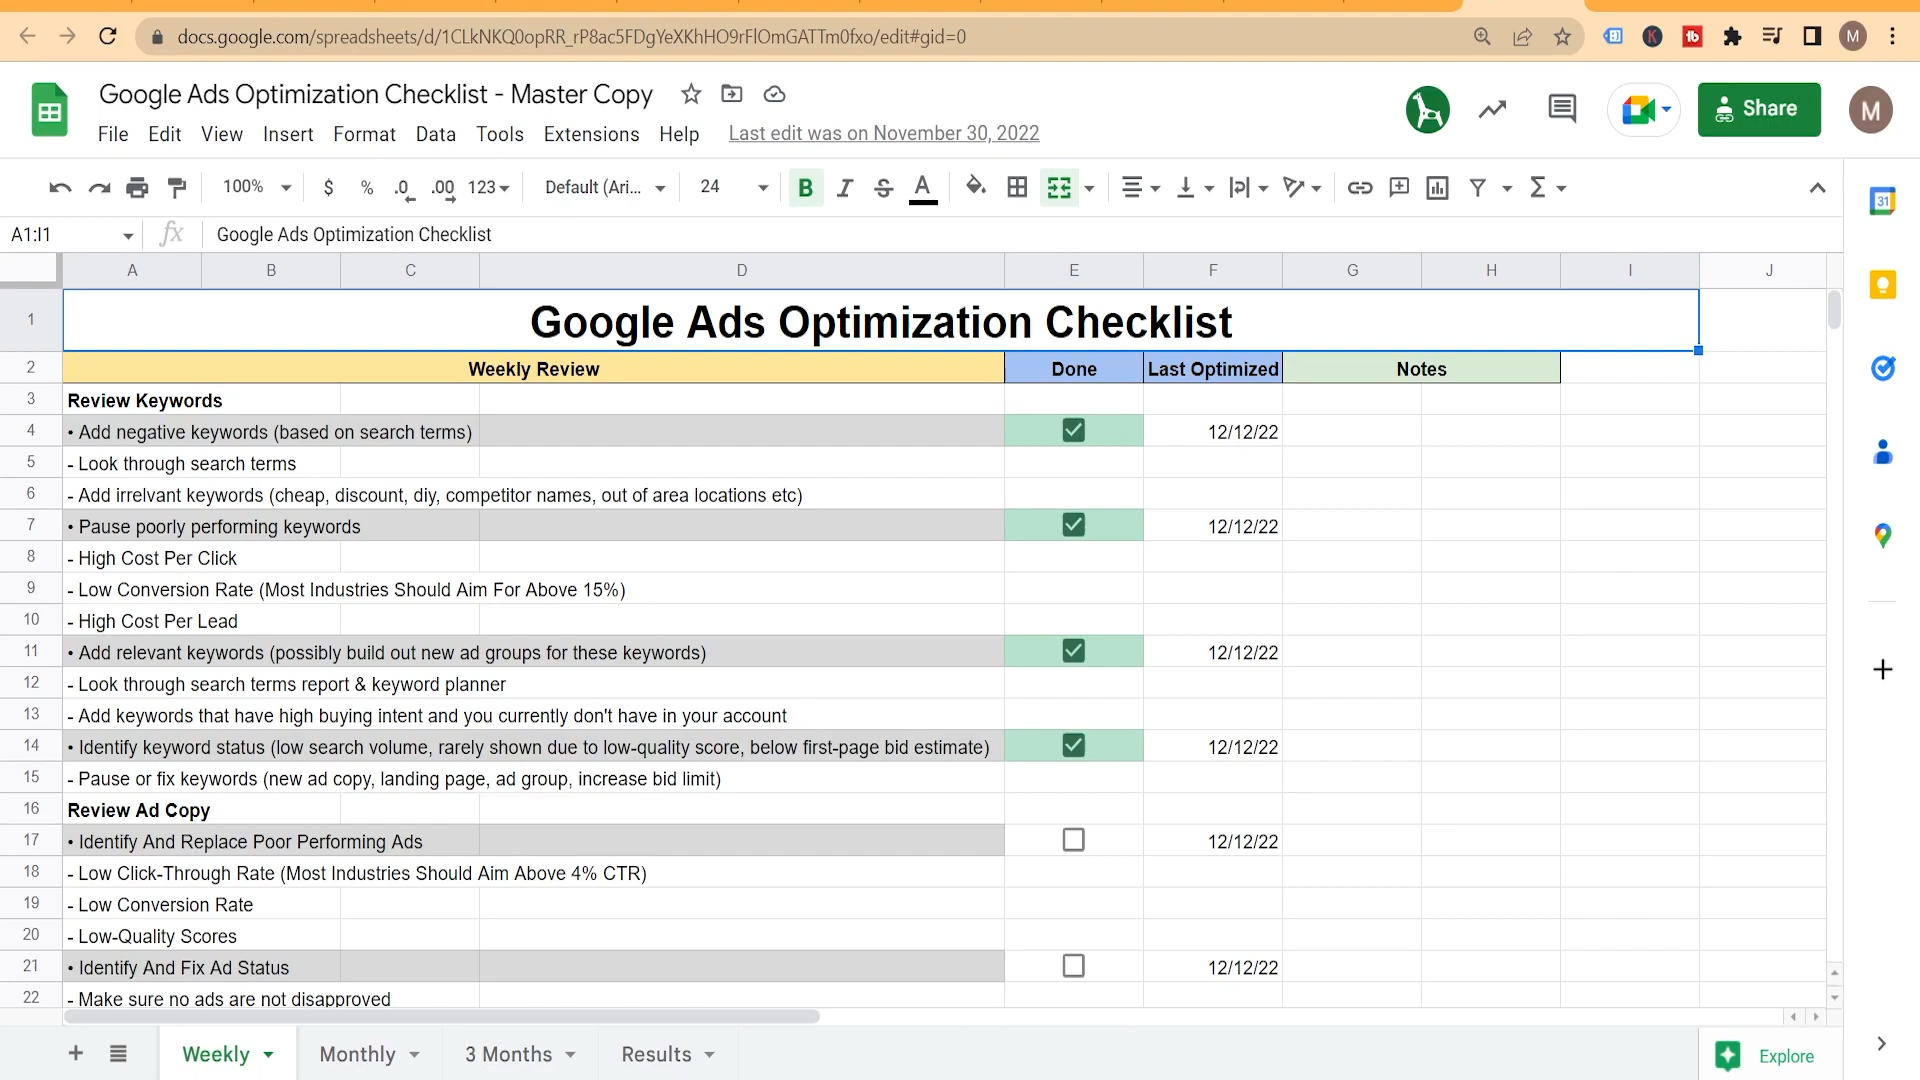 docs.google.com/spreadsheets/d/1CLkNKQ0opRR_rP8ac5FDgYeXKhHO9rFlOmGATTm0fxo/edit#gid=0
Google Ads Optimization Checklist - Master Copy
Share
M
File Edit View Insert Format Data Tools Extensions Help Last edit was on November 30, 2022
100% $ % .0 .00 123 Default (Ari... 24 B I S A
A1:I1 fx Google Ads Optimization Checklist
A B C D E F G H I J
1 Google Ads Optimization Checklist
2 Weekly Review Done Last Optimized Notes
3 Review Keywords
4 • Add negative keywords (based on search terms) 12/12/22
5 - Look through search terms
6 - Add irrelvant keywords (cheap, discount, diy, competitor names, out of area locations etc)
7 • Pause poorly performing keywords 12/12/22
8 - High Cost Per Click
9 - Low Conversion Rate (Most Industries Should Aim For Above 15%)
10 - High Cost Per Lead
11 • Add relevant keywords (possibly build out new ad groups for these keywords) 12/12/22
12 - Look through search terms report & keyword planner
13 - Add keywords that have high buying intent and you currently don't have in your account
14 • Identify keyword status (low search volume, rarely shown due to low-quality score, below first-page bid estimate) 12/12/22
15 - Pause or fix keywords (new ad copy, landing page, ad group, increase bid limit)
16 Review Ad Copy
17 • Identify And Replace Poor Performing Ads 12/12/22
18 - Low Click-Through Rate (Most Industries Should Aim Above 4% CTR)
19 - Low Conversion Rate
20 - Low-Quality Scores
21 • Identify And Fix Ad Status 12/12/22
22 - Make sure no ads are not disapproved
Weekly Monthly 3 Months Results Explore